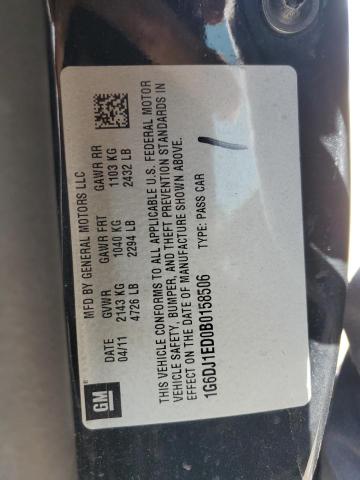 GM
MFD BY GENERAL MOTORS LLC
DATE GVWR GAWR FRT GAWR RR
04/11 2143 KG 1040 KG 1103 KG
4726 LB 2294 LB 2432 LB
THIS VEHICLE CONFORMS TO ALL APPLICABLE U.S. FEDERAL MOTOR
VEHICLE SAFETY, BUMPER, AND THEFT PREVENTION STANDARDS IN
EFFECT ON THE DATE OF MANUFACTURE SHOWN ABOVE.
1G6DJ1ED0B0158506 TYPE: PASS CAR